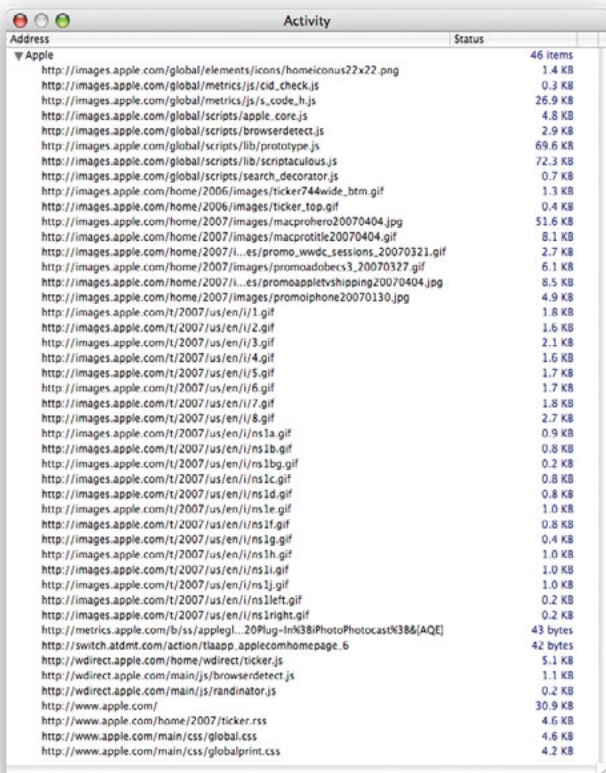 Activity
Address Status
Apple 46 items
http://images.apple.com/global/elements/icons/homeiconus22x22.png 1.4 KB
http://images.apple.com/global/metrics/js/cid_check.js 0.3 KB
http://images.apple.com/global/metrics/js/s_code_h.js 26.9 KB
http://images.apple.com/global/scripts/apple_core.js 4.8 KB
http://images.apple.com/global/scripts/browserdetect.js 2.9 KB
http://images.apple.com/global/scripts/lib/prototype.js 69.6 KB
http://images.apple.com/global/scripts/lib/scriptaculous.js 72.3 KB
http://images.apple.com/global/scripts/search_decorator.js 0.7 KB
http://images.apple.com/home/2006/images/ticker744wide_btm.gif 1.3 KB
http://images.apple.com/home/2006/images/ticker_top.gif 0.4 KB
http://images.apple.com/home/2007/images/macprohero20070404.jpg 51.6 KB
http://images.apple.com/home/2007/images/macprotitle20070404.gif 8.1 KB
http://images.apple.com/home/2007/i...es/promo_wwdc_sessions_20070321.gif 2.7 KB
http://images.apple.com/home/2007/images/promoadobecs3_20070327.gif 6.1 KB
http://images.apple.com/home/2007/i...es/promoappletvshipping20070404.jpg 8.5 KB
http://images.apple.com/home/2007/images/promoiphone20070130.jpg 4.9 KB
http://images.apple.com/t/2007/us/en/i/1.gif 1.8 KB
http://images.apple.com/t/2007/us/en/i/2.gif 1.6 KB
http://images.apple.com/t/2007/us/en/i/3.gif 2.1 KB
http://images.apple.com/t/2007/us/en/i/4.gif 1.6 KB
http://images.apple.com/t/2007/us/en/i/5.gif 1.7 KB
http://images.apple.com/t/2007/us/en/i/6.gif 1.7 KB
http://images.apple.com/t/2007/us/en/i/7.gif 1.8 KB
http://images.apple.com/t/2007/us/en/i/8.gif 2.7 KB
http://images.apple.com/t/2007/us/en/i/ns1a.gif 0.9 KB
http://images.apple.com/t/2007/us/en/i/ns1b.gif 0.8 KB
http://images.apple.com/t/2007/us/en/i/ns1bg.gif 0.2 KB
http://images.apple.com/t/2007/us/en/i/ns1c.gif 0.8 KB
http://images.apple.com/t/2007/us/en/i/ns1d.gif 0.8 KB
http://images.apple.com/t/2007/us/en/i/ns1e.gif 1.0 KB
http://images.apple.com/t/2007/us/en/i/ns1f.gif 0.8 KB
http://images.apple.com/t/2007/us/en/i/ns1g.gif 0.4 KB
http://images.apple.com/t/2007/us/en/i/ns1h.gif 1.0 KB
http://images.apple.com/t/2007/us/en/i/ns1i.gif 1.0 KB
http://images.apple.com/t/2007/us/en/i/ns1j.gif 1.0 KB
http://images.apple.com/t/2007/us/en/i/ns1left.gif 0.2 KB
http://images.apple.com/t/2007/us/en/i/ns1right.gif 0.2 KB
http://metrics.apple.com/b/ss/applegl...20Plug-In%3BiPhotoPhotocast%3B&[AQE] 43 bytes
http://switch.atdmt.com/action/tlaapp_applecomhomepage_6 42 bytes
http://wdirect.apple.com/home/wdirect/ticker.js 5.1 KB
http://wdirect.apple.com/main/js/browserdetect.js 1.1 KB
http://wdirect.apple.com/main/js/randinator.js 0.2 KB
http://www.apple.com/ 30.9 KB
http://www.apple.com/home/2007/ticker.rss 4.6 KB
http://www.apple.com/main/css/global.css 4.6 KB
http://www.apple.com/main/css/globalprint.css 4.2 KB